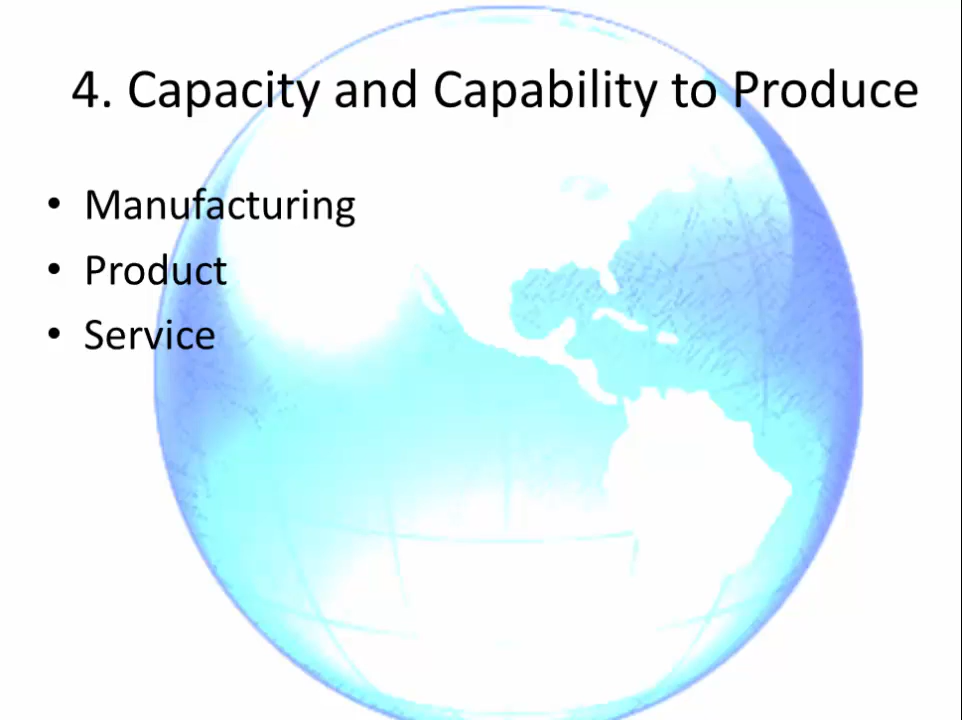 4. Capacity and Capability to Produce
• Manufacturing
• Product
• Service